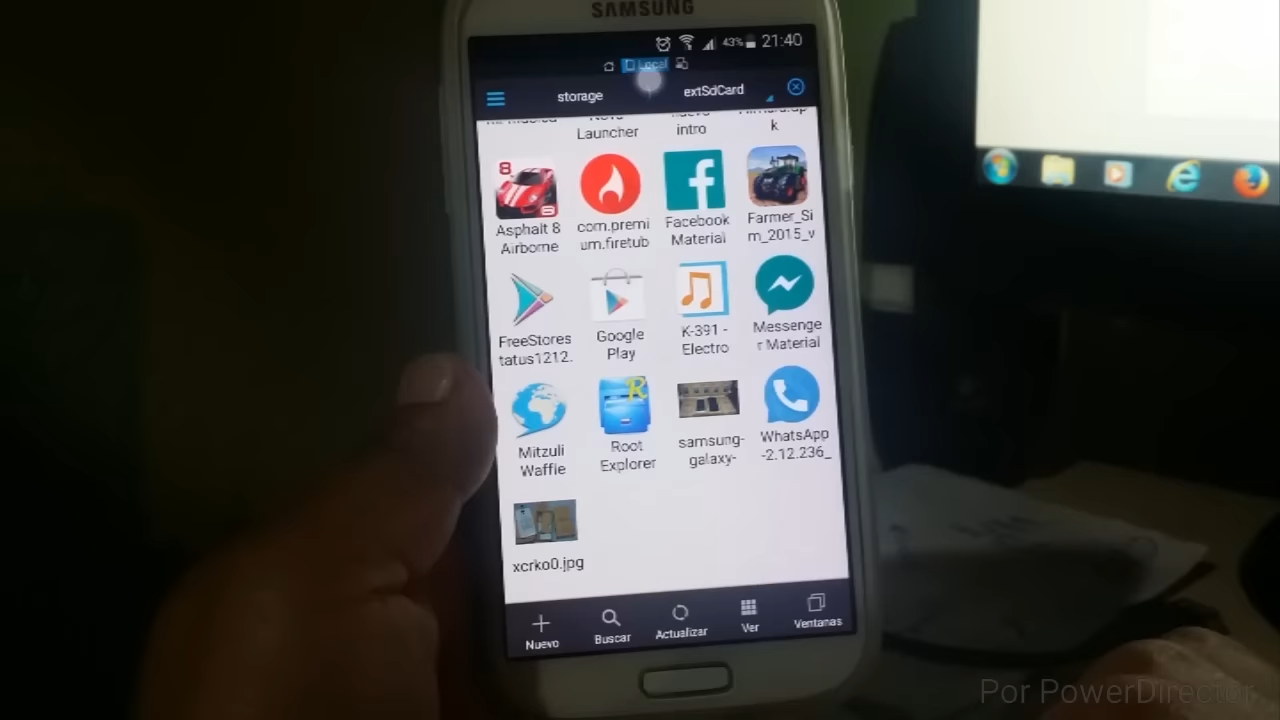 SAMSUNG
43% 21:40
Local
storage extSdCard
Launcher
intro
k
Asphalt 8
Airborne
com.premi
um.firetub
Facebook
Material
Farmer_Si
m_2015_v
FreeStores
tatus1212.
Google
Play
K-391 -
Electro
Messenge
r Material
Mitzuli
Waffle
Root
Explorer
samsung-
galaxy-
WhatsApp
-2.12.236_
xcrko0.jpg
Nuevo Buscar Actualizar Ver Ventanas
Por PowerDirector